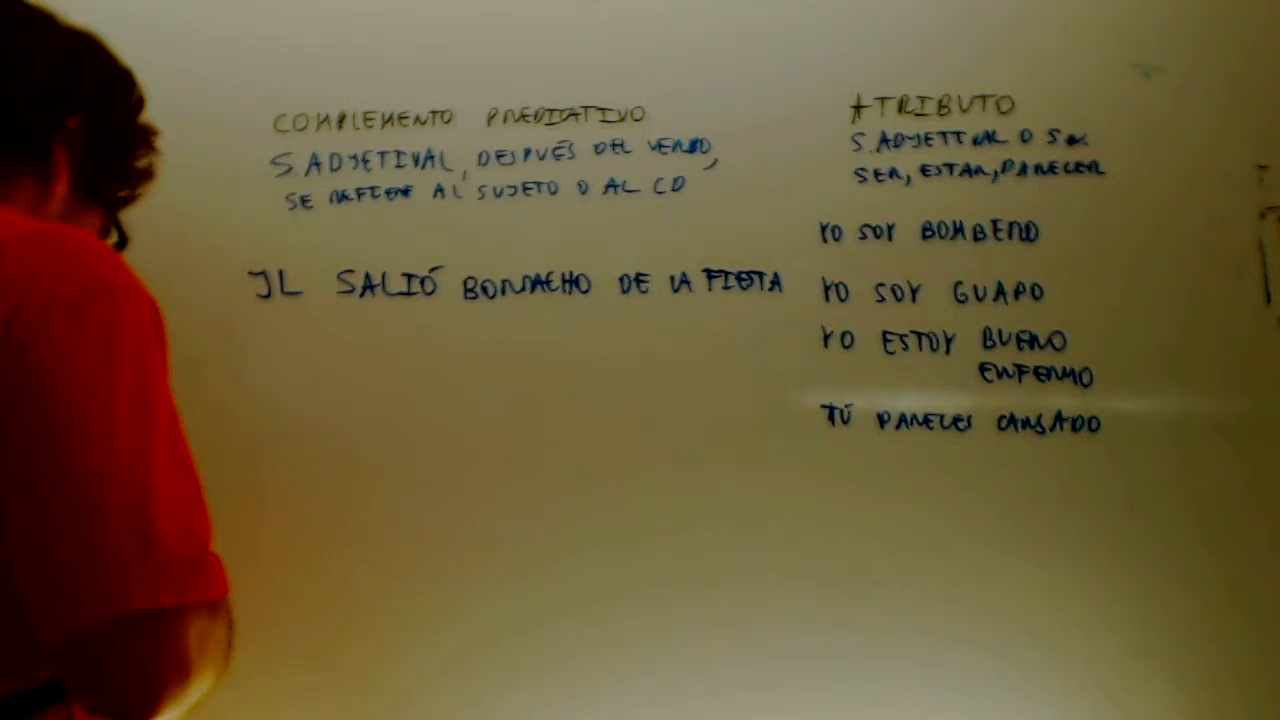 COMPLEMENTO PREDICATIVO
S. ADJETIVAL, DESPUÉS DEL VERBO,
SE REFIERE AL SUJETO O AL CD
JL SALIÓ BORRACHO DE LA FIESTA
ATRIBUTO
S. ADJETIVAL O SN
SER, ESTAR, PARECER
YO SOY BOMBERO
YO SOY GUAPO
YO ESTOY BUENO
ENFERMO
TÚ PARECES CANSADO